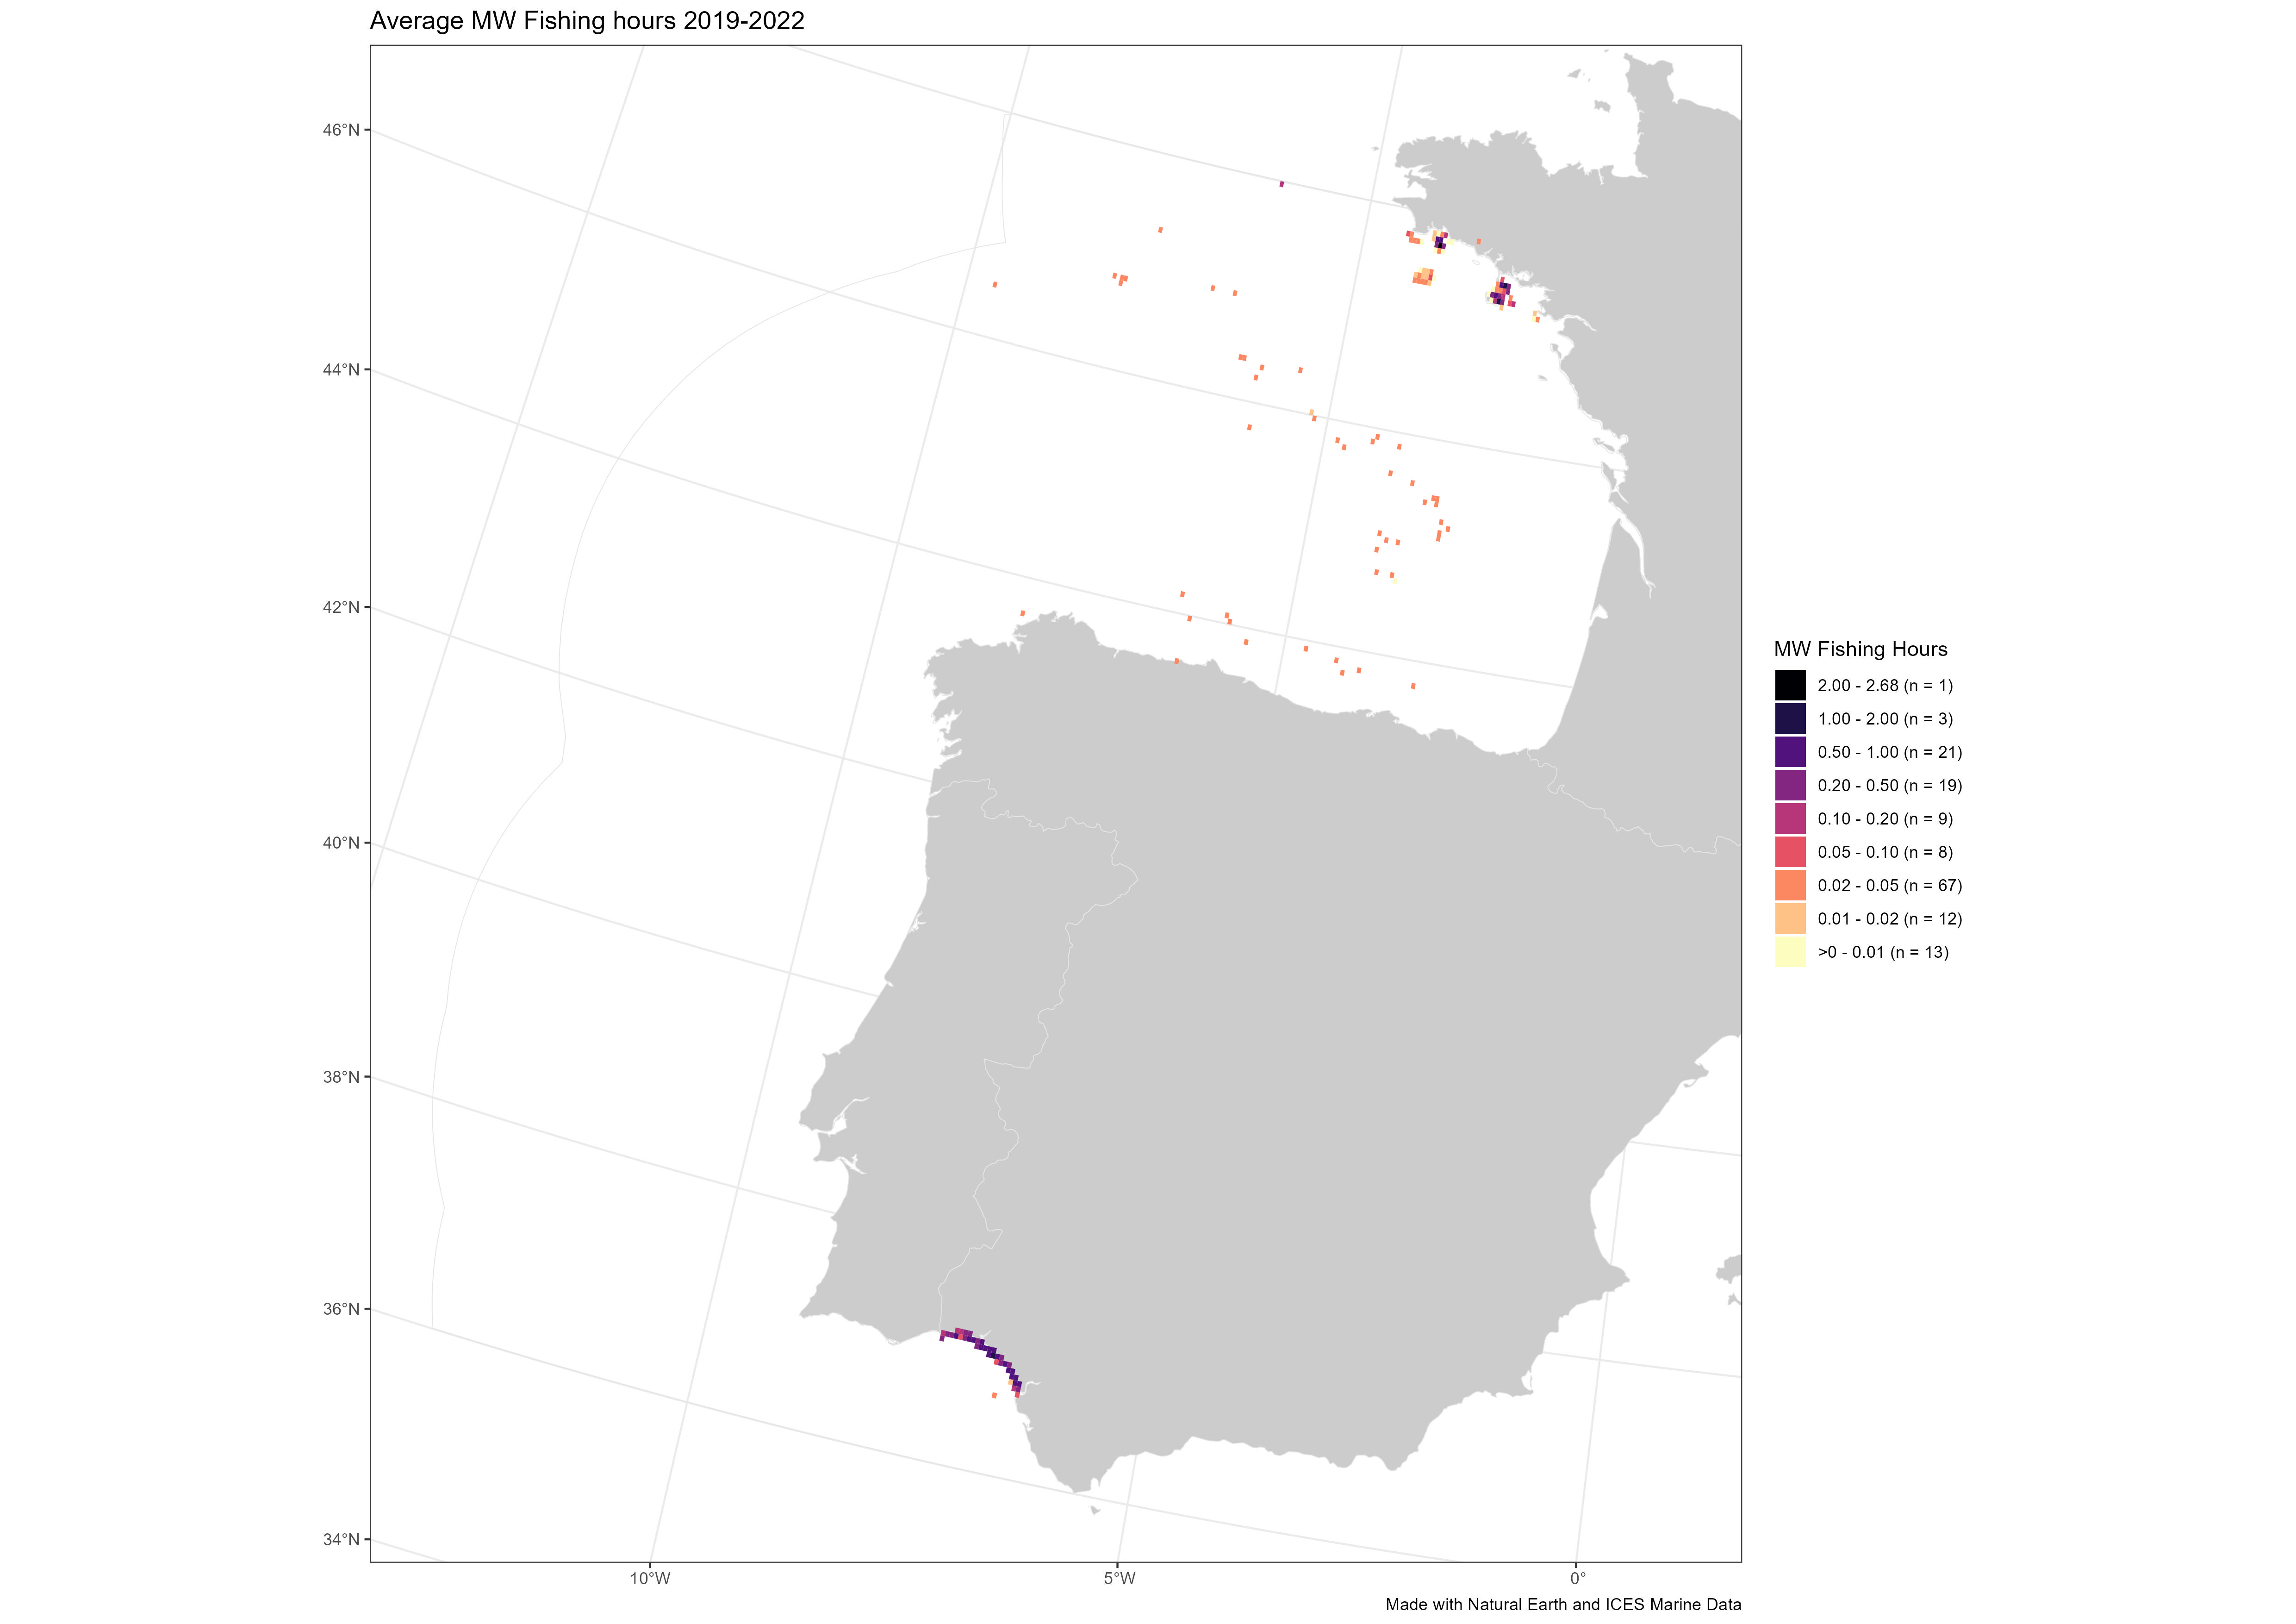 Average MW Fishing hours 2019-2022
46°N
44°N
42°N
40°N
38°N
36°N
34°N
10°W
5°W
0°
MW Fishing Hours
2.00 - 2.68 (n = 1)
1.00 - 2.00 (n = 3)
0.50 - 1.00 (n = 21)
0.20 - 0.50 (n = 19)
0.10 - 0.20 (n = 9)
0.05 - 0.10 (n = 8)
0.02 - 0.05 (n = 67)
0.01 - 0.02 (n = 12)
>0 - 0.01 (n = 13)
Made with Natural Earth and ICES Marine Data